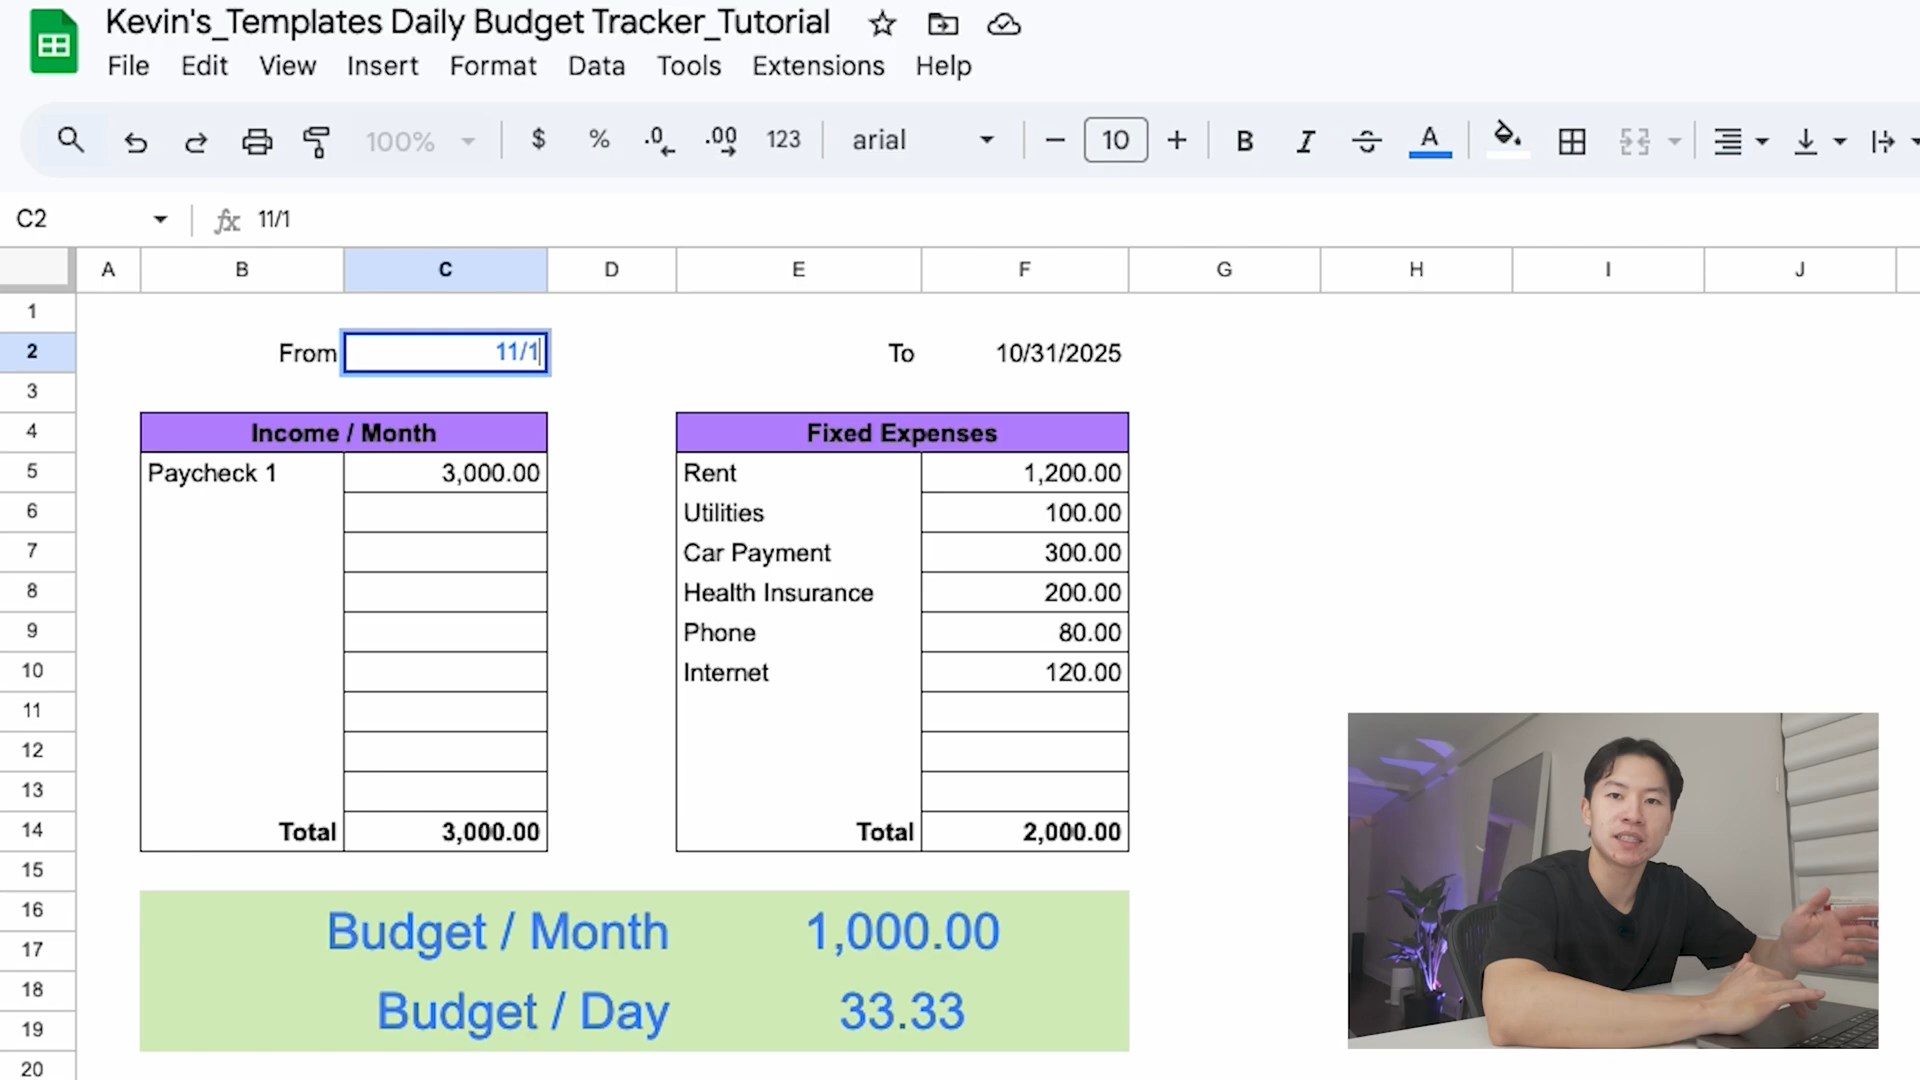 Kevin's_Templates Daily Budget Tracker_Tutorial
File Edit View Insert Format Data Tools Extensions Help
100% $ % .0 .00 123 arial 10 B I A
C2 fx 11/1
A B C D E F G H I J
1
2 From 11/1 To 10/31/2025
3
4 Income / Month Fixed Expenses
5 Paycheck 1 3,000.00 Rent 1,200.00
6 Utilities 100.00
7 Car Payment 300.00
8 Health Insurance 200.00
9 Phone 80.00
10 Internet 120.00
11
12
13
14 Total 3,000.00 Total 2,000.00
15
16 Budget / Month 1,000.00
17
18 Budget / Day 33.33
19
20